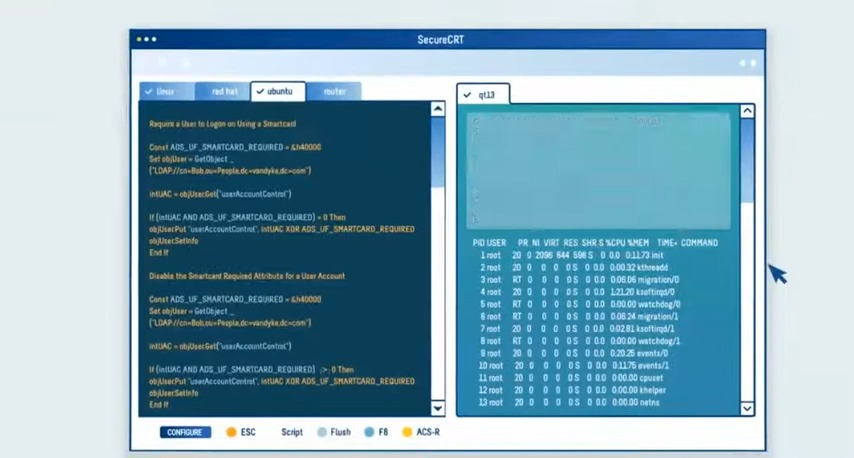 SecureCRT
linux
red hat
ubuntu
router
Require a User to Logon on Using a Smartcard
Const ADS_UF_SMARTCARD_REQUIRED = &h40000
Set objUser = GetObject _
("LDAP://cn=Bob,ou=People,dc=vandyke,dc=com")
intUAC = objUser.Get("userAccountControl")
If (intUAC AND ADS_UF_SMARTCARD_REQUIRED) = 0 Then
objUser.Put "userAccountControl", intUAC XOR ADS_UF_SMARTCARD_REQUIRED
objUser.SetInfo
End If
Disable the Smartcard Required Attribute for a User Account
Const ADS_UF_SMARTCARD_REQUIRED = &h40000
Set objUser = GetObject _
("LDAP://cn=Bob,ou=People,dc=vandyke,dc=com")
intUAC = objUser.Get("userAccountControl")
If (intUAC AND ADS_UF_SMARTCARD_REQUIRED) .>. 0 Then
objUser.Put "userAccountControl", intUAC XOR ADS_UF_SMARTCARD_REQUIRED
objUser.SetInfo
End If
qt13
PID USER PR NI VIRT RES SHR S %CPU %MEM TIME+ COMMAND
1 root 20 0 2096 644 596 S 0 0.0 0:11.73 init
2 root 20 0 0 0 0 S 0 0.0 0:00.32 kthreadd
3 root RT 0 0 0 0 S 0 0.0 0:06.06 migration/0
4 root 20 0 0 0 0 S 0 0.0 1:21.20 ksoftirqd/0
5 root RT 0 0 0 0 S 0 0.0 0:00.00 watchdog/0
6 root RT 0 0 0 0 S 0 0.0 0:06.24 migration/1
7 root 20 0 0 0 0 S 0 0.0 0:02.81 ksoftirqd/1
8 root RT 0 0 0 0 S 0 0.0 0:00.00 watchdog/1
9 root 20 0 0 0 0 S 0 0.0 0:20.25 events/0
10 root 20 0 0 0 0 S 0 0.0 0:11.75 events/1
11 root 20 0 0 0 0 S 0 0.0 0:00.00 cpuset
12 root 20 0 0 0 0 S 0 0.0 0:00.00 khelper
13 root 20 0 0 0 0 S 0 0.0 0:00.00 netns
CONFIGURE ESC Script Flush F8 ACS-R